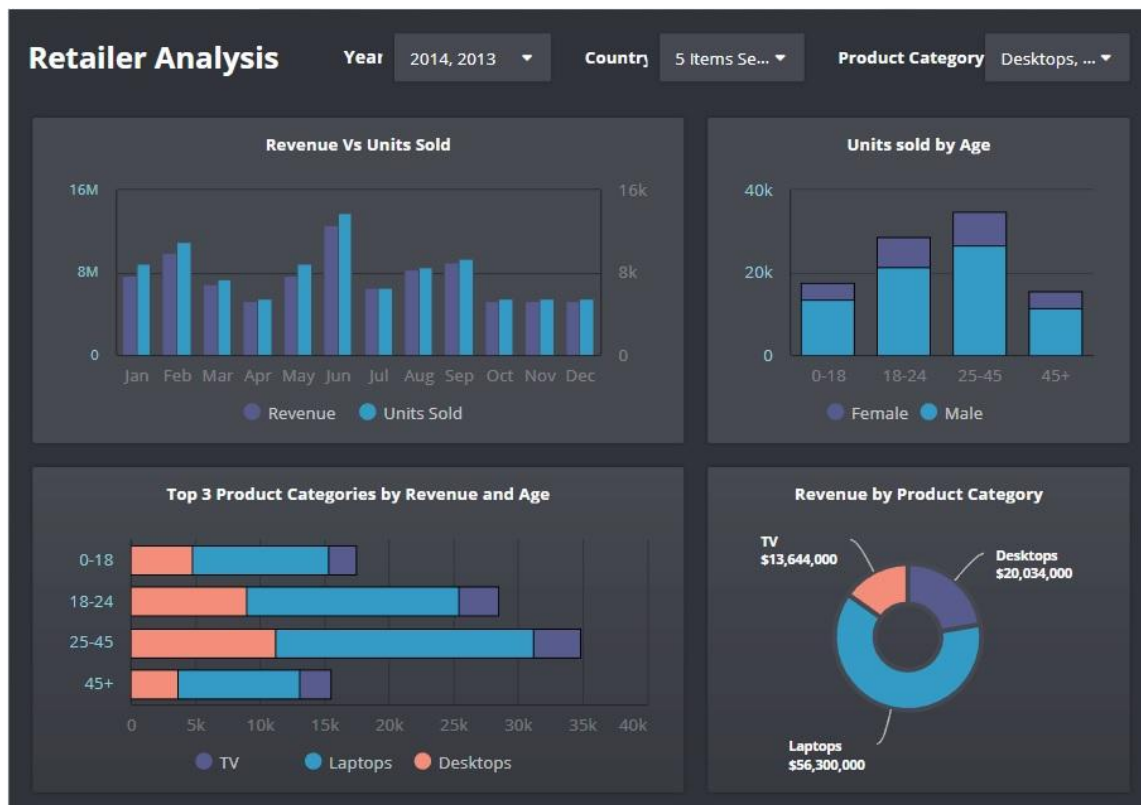 Retailer Analysis
Year
2014, 2013
Country
5 Items Se...
Product Category
Desktops, ...
Revenue Vs Units Sold
16M
16k
8M
8k
0
0
Jan Feb Mar Apr May Jun Jul Aug Sep Oct Nov Dec
Revenue Units Sold
Units sold by Age
40k
20k
0
0-18 18-24 25-45 45+
Female Male
Top 3 Product Categories by Revenue and Age
0-18
18-24
25-45
45+
0 5k 10k 15k 20k 25k 30k 35k 40k
TV Laptops Desktops
Revenue by Product Category
TV
$13,644,000
Desktops
$20,034,000
Laptops
$56,300,000